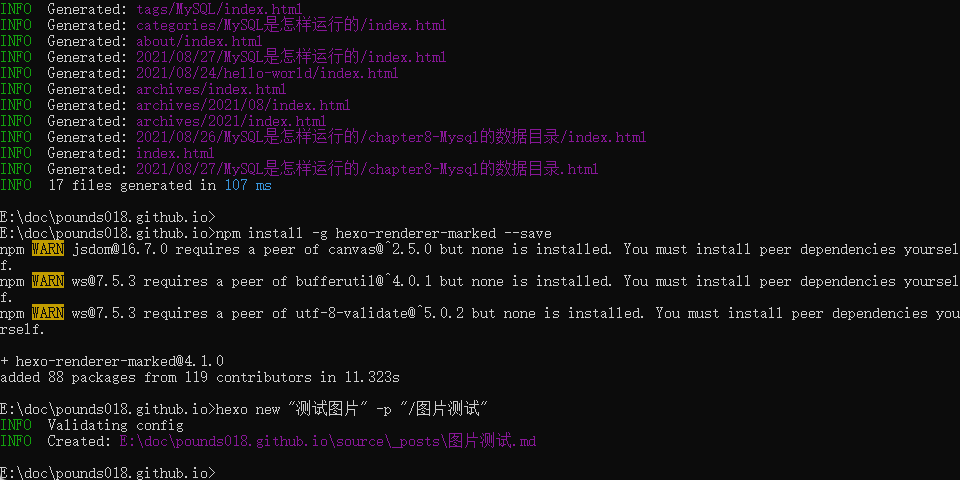 INFO  Generated: tags/MySQL/index.html
INFO  Generated: categories/MySQL是怎样运行的/index.html
INFO  Generated: about/index.html
INFO  Generated: 2021/08/27/MySQL是怎样运行的/index.html
INFO  Generated: 2021/08/24/hello-world/index.html
INFO  Generated: archives/index.html
INFO  Generated: archives/2021/08/index.html
INFO  Generated: archives/2021/index.html
INFO  Generated: 2021/08/26/MySQL是怎样运行的/chapter8-Mysql的数据目录/index.html
INFO  Generated: index.html
INFO  Generated: 2021/08/27/MySQL是怎样运行的/chapter8-Mysql的数据目录.html
INFO  17 files generated in 107 ms
E:\doc\pounds018.github.io>
E:\doc\pounds018.github.io>npm install -g hexo-renderer-marked --save
npm WARN jsdom@16.7.0 requires a peer of canvas@^2.5.0 but none is installed. You must install peer dependencies yoursel
f.
npm WARN ws@7.5.3 requires a peer of bufferutil@^4.0.1 but none is installed. You must install peer dependencies yoursel
f.
npm WARN ws@7.5.3 requires a peer of utf-8-validate@^5.0.2 but none is installed. You must install peer dependencies you
rself.
+ hexo-renderer-marked@4.1.0
added 88 packages from 119 contributors in 11.323s
E:\doc\pounds018.github.io>hexo new "测试图片" -p "/图片测试"
INFO  Validating config
INFO  Created: E:\doc\pounds018.github.io\source\_posts\图片测试.md
E:\doc\pounds018.github.io>